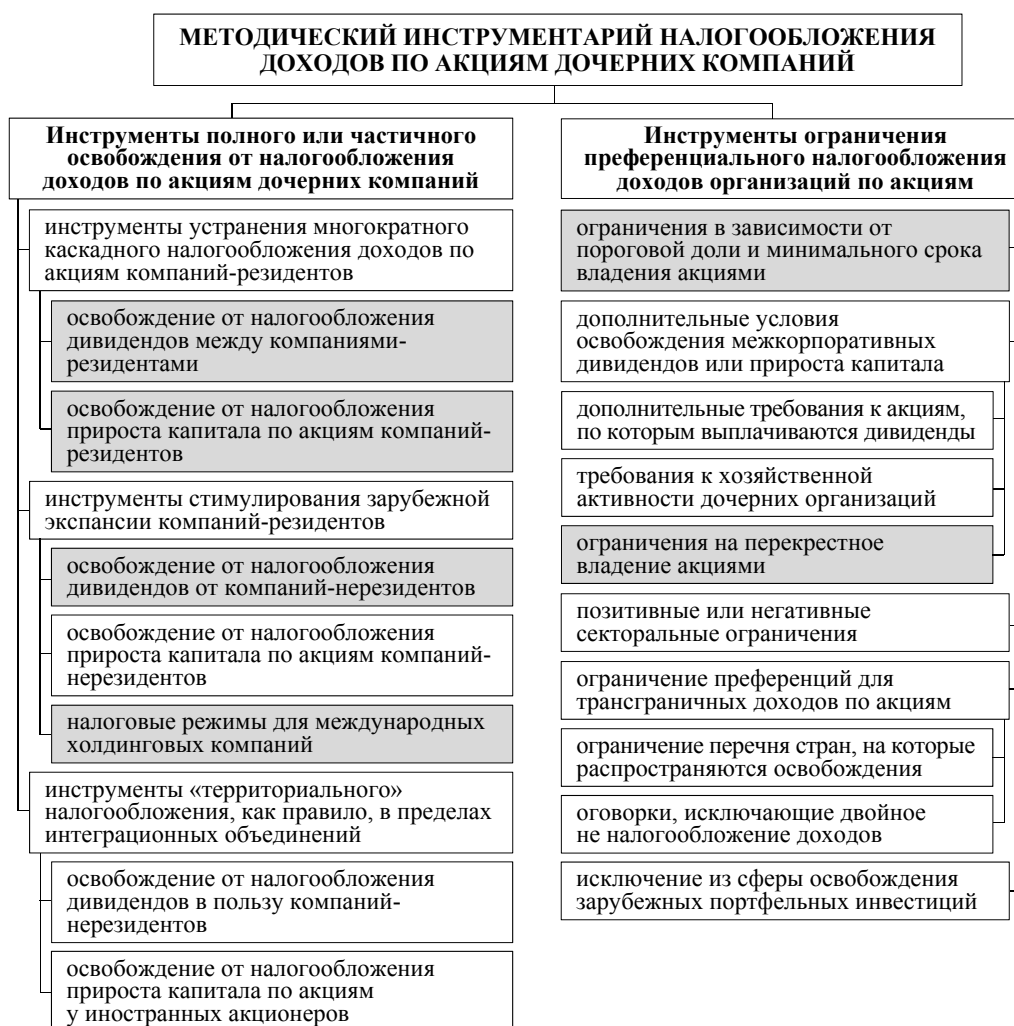 МЕТОДИЧЕСКИЙ ИНСТРУМЕНТАРИЙ НАЛОГООБЛОЖЕНИЯ
ДОХОДОВ ПО АКЦИЯМ ДОЧЕРНИХ КОМПАНИЙ
Инструменты полного или частичного
освобождения от налогообложения
доходов по акциям дочерних компаний
инструменты устранения многократного
каскадного налогообложения доходов по
акциям компаний-резидентов
освобождение от налогообложения
дивидендов между компаниями-
резидентами
освобождение от налогообложения
прироста капитала по акциям компаний-
резидентов
инструменты стимулирования зарубежной
экспансии компаний-резидентов
освобождение от налогообложения
дивидендов от компаний-нерезидентов
освобождение от налогообложения
прироста капитала по акциям компаний-
нерезидентов
налоговые режимы для международных
холдинговых компаний
инструменты «территориального»
налогообложения, как правило, в пределах
интеграционных объединений
освобождение от налогообложения
дивидендов в пользу компаний-
нерезидентов
освобождение от налогообложения
прироста капитала по акциям
у иностранных акционеров
Инструменты ограничения
преференциального налогообложения
доходов организаций по акциям
ограничения в зависимости от
пороговой доли и минимального срока
владения акциями
дополнительные условия
освобождения межкорпоративных
дивидендов или прироста капитала
дополнительные требования к акциям,
по которым выплачиваются дивиденды
требования к хозяйственной
активности дочерних организаций
ограничения на перекрестное
владение акциями
позитивные или негативные
секторальные ограничения
ограничение преференций для
трансграничных доходов по акциям
ограничение перечня стран, на которые
распространяются освобождения
оговорки, исключающие двойное
не налогообложение доходов
исключение из сферы освобождения
зарубежных портфельных инвестиций